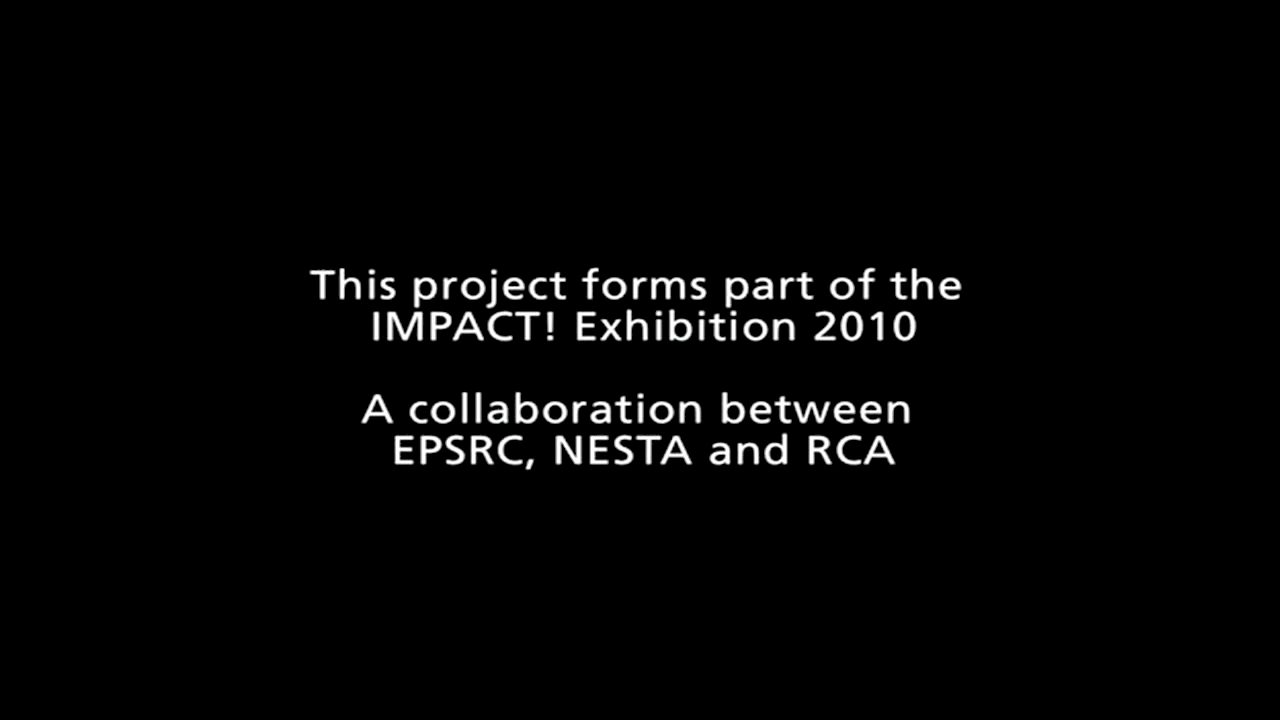 This project forms part of the
IMPACT! Exhibition 2010
A collaboration between
EPSRC, NESTA and RCA